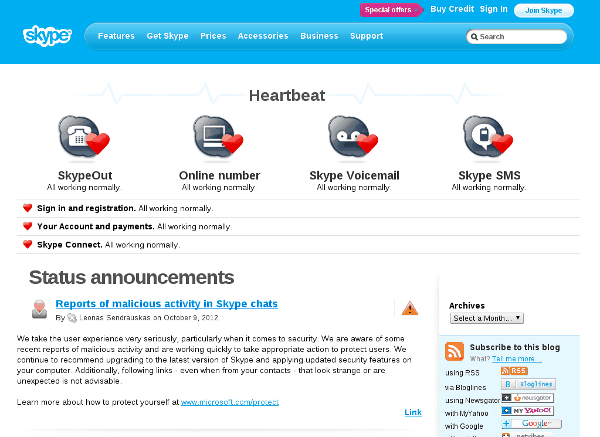 Special offers
Buy Credit
Sign In
Join Skype
skype
Features
Get Skype
Prices
Accessories
Business
Support
Search
Heartbeat
SkypeOut
All working normally.
Online number
All working normally.
Skype Voicemail
All working normally.
Skype SMS
All working normally.
Sign in and registration. All working normally.
Your Account and payments. All working normally.
Skype Connect. All working normally.
Status announcements
Reports of malicious activity in Skype chats
By Leonas Sendrauskas on October 9, 2012.
We take the user experience very seriously, particularly when it comes to security. We are aware of some
recent reports of malicious activity and are working quickly to take appropriate action to protect users. We
continue to recommend upgrading to the latest version of Skype and applying updated security features on
your computer. Additionally, following links - even when from your contacts - that look strange or are
unexpected is not advisable.
Learn more about how to protect yourself at www.microsoft.com/protect
Link
Archives
Select a Month...
Subscribe to this blog
What? Tell me more...
using RSS
RSS
via Bloglines
Bloglines
using Newsgator
newsgator
with MyYahoo
MY YAHOO!
with Google
Google